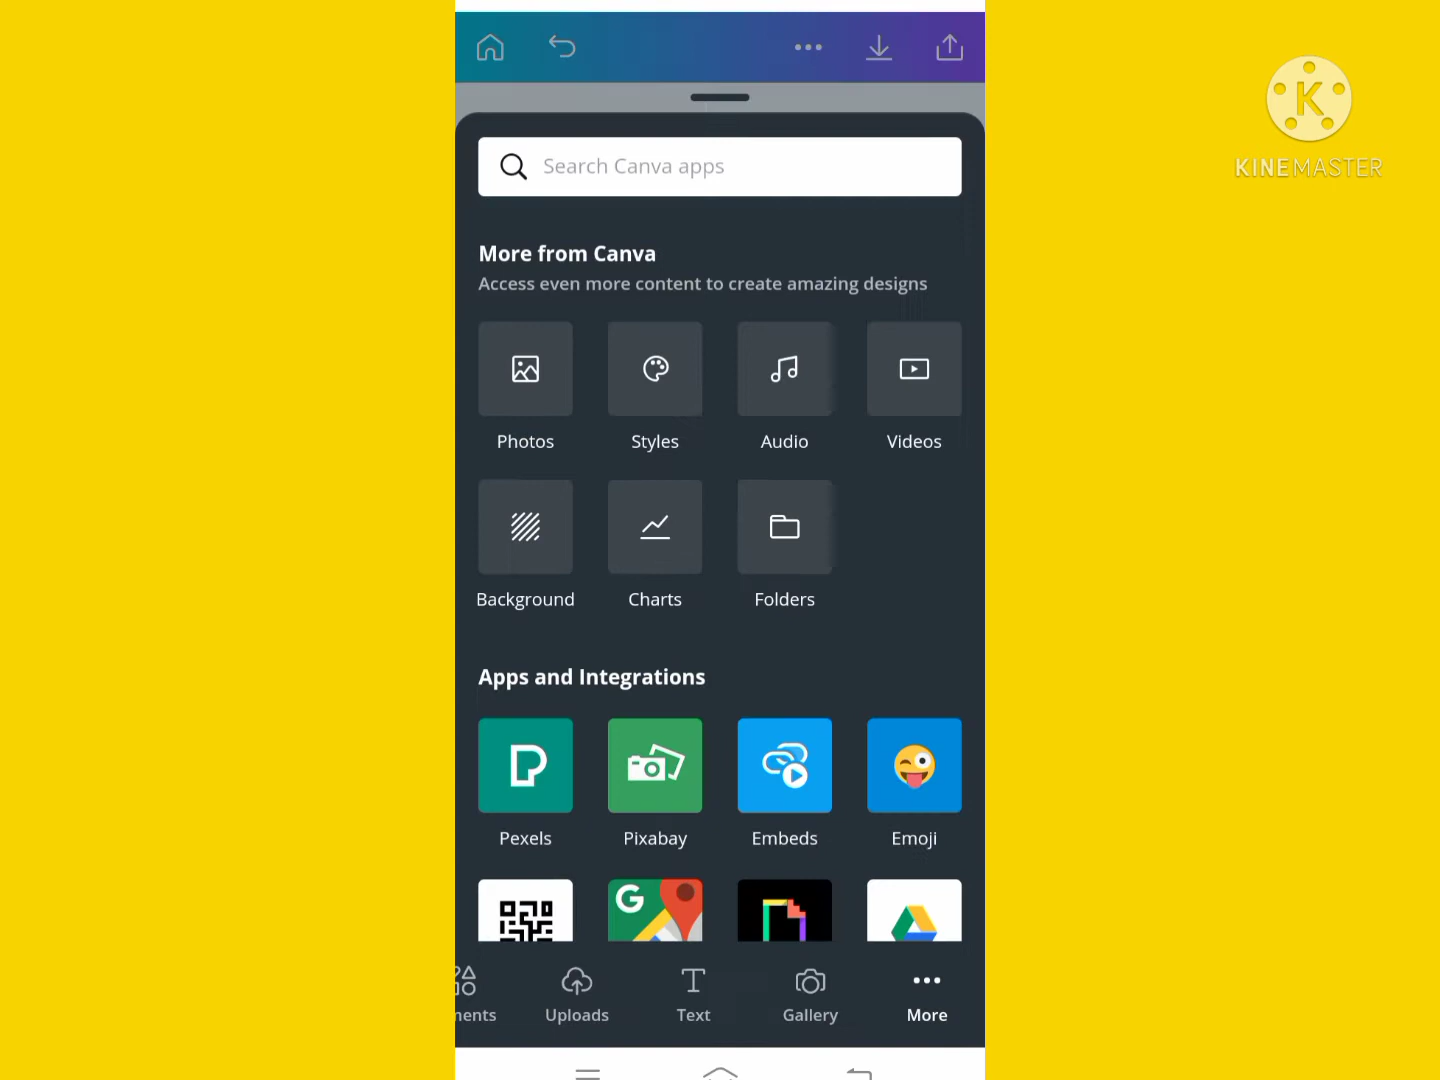 K
KINEMASTER
Search Canva apps
More from Canva
Access even more content to create amazing designs
Photos
Styles
Audio
Videos
Background
Charts
Folders
Apps and Integrations
Pexels
Pixabay
Embeds
Emoji
G
ments
Uploads
Text
Gallery
More